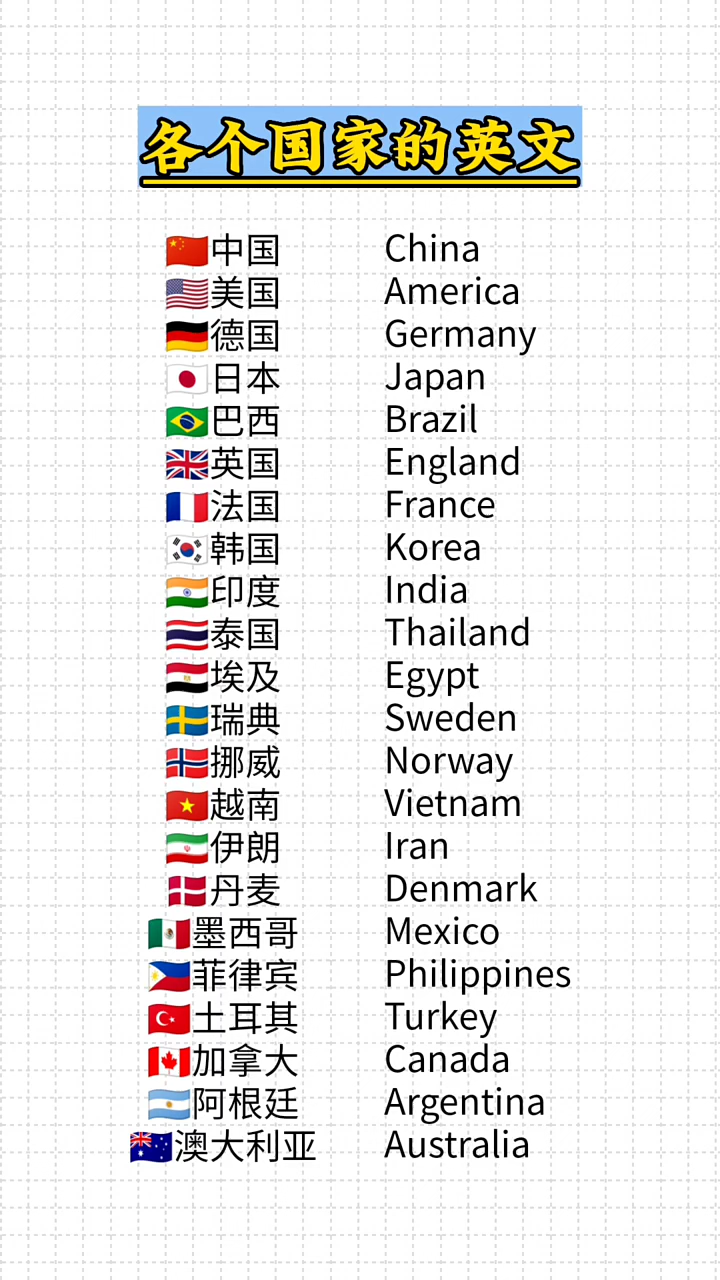 各个国家的英文
🇨🇳中国 China
🇺🇸美国 America
🇩🇪德国 Germany
🇯🇵日本 Japan
🇧🇷巴西 Brazil
🇬🇧英国 England
🇫🇷法国 France
🇰🇷韩国 Korea
🇮🇳印度 India
🇹🇭泰国 Thailand
🇪🇬埃及 Egypt
🇸🇪瑞典 Sweden
🇳🇴挪威 Norway
🇻🇳越南 Vietnam
🇮🇷伊朗 Iran
🇩🇰丹麦 Denmark
🇲🇽墨西哥 Mexico
🇵🇭菲律宾 Philippines
🇹🇷土耳其 Turkey
🇨🇦加拿大 Canada
🇦🇷阿根廷 Argentina
🇦🇺澳大利亚 Australia